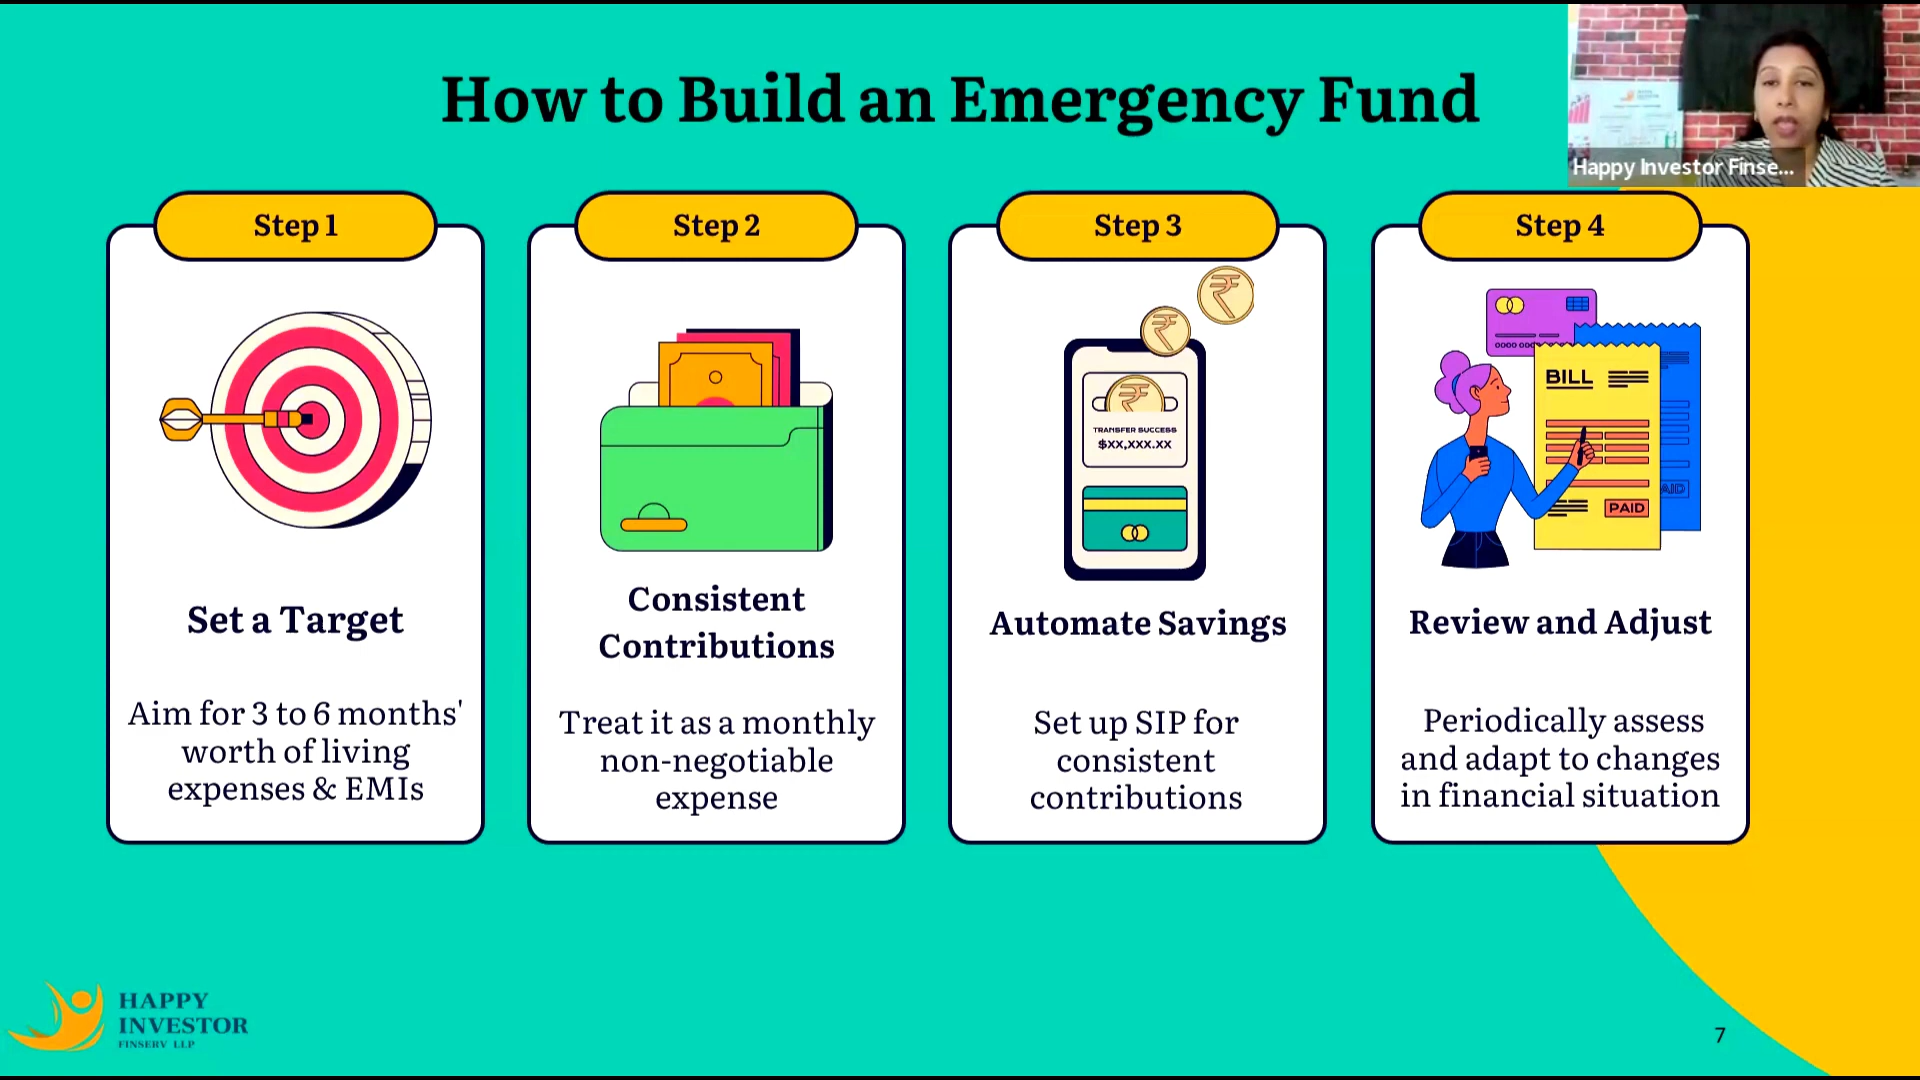 How to Build an Emergency Fund
Happy Investor Finse...
Step 1
Set a Target
Aim for 3 to 6 months'
worth of living
expenses & EMIs
Step 2
Consistent
Contributions
Treat it as a monthly
non-negotiable
expense
Step 3
TRANSFER SUCCESS
$XX,XXX.XX
Automate Savings
Set up SIP for
consistent
contributions
Step 4
BILL
PAID
AID
Review and Adjust
Periodically assess
and adapt to changes
in financial situation
HAPPY
INVESTOR
FINSERV LLP
7